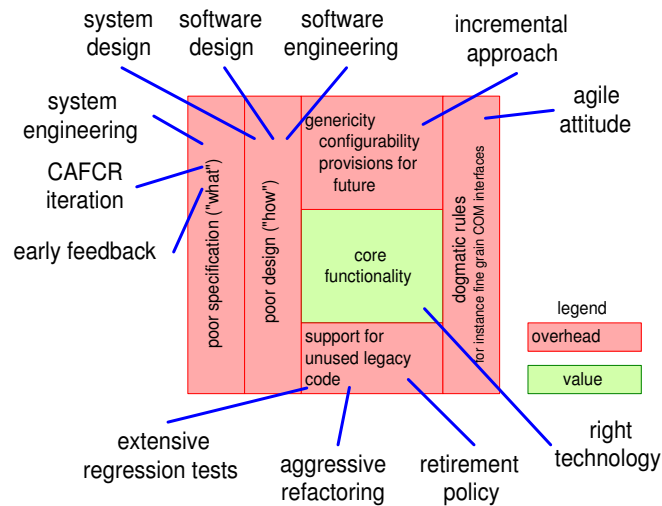 system
design
software
design
software
engineering
incremental
approach
system
engineering
agile
attitude
CAFCR
iteration
early feedback
poor specification ("what")
poor design ("how")
genericity
configurability
provisions for
future
core
functionality
support for
unused legacy
code
dogmatic rules
for instance fine grain COM interfaces
legend
overhead
value
extensive
regression tests
aggressive
refactoring
retirement
policy
right
technology